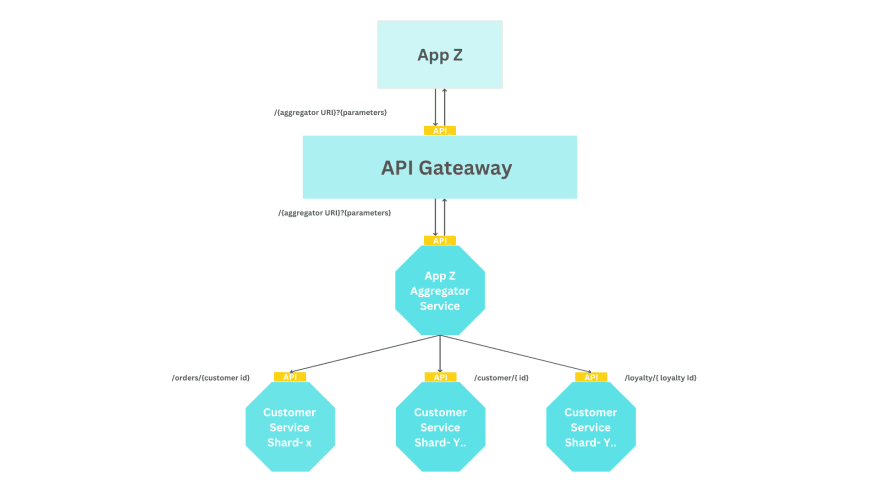 App Z
/{aggregator URI}?{parameters}
API
API Gateaway
/{aggregator URI}?{parameters}
API
App Z
Aggregator
Service
/orders/{customer id}
API
API
/customer/{ id}
API
/loyalty/{ loyalty Id}
Customer
Service
Shard- x
Customer
Service
Shard- Y..
Customer
Service
Shard- Y..